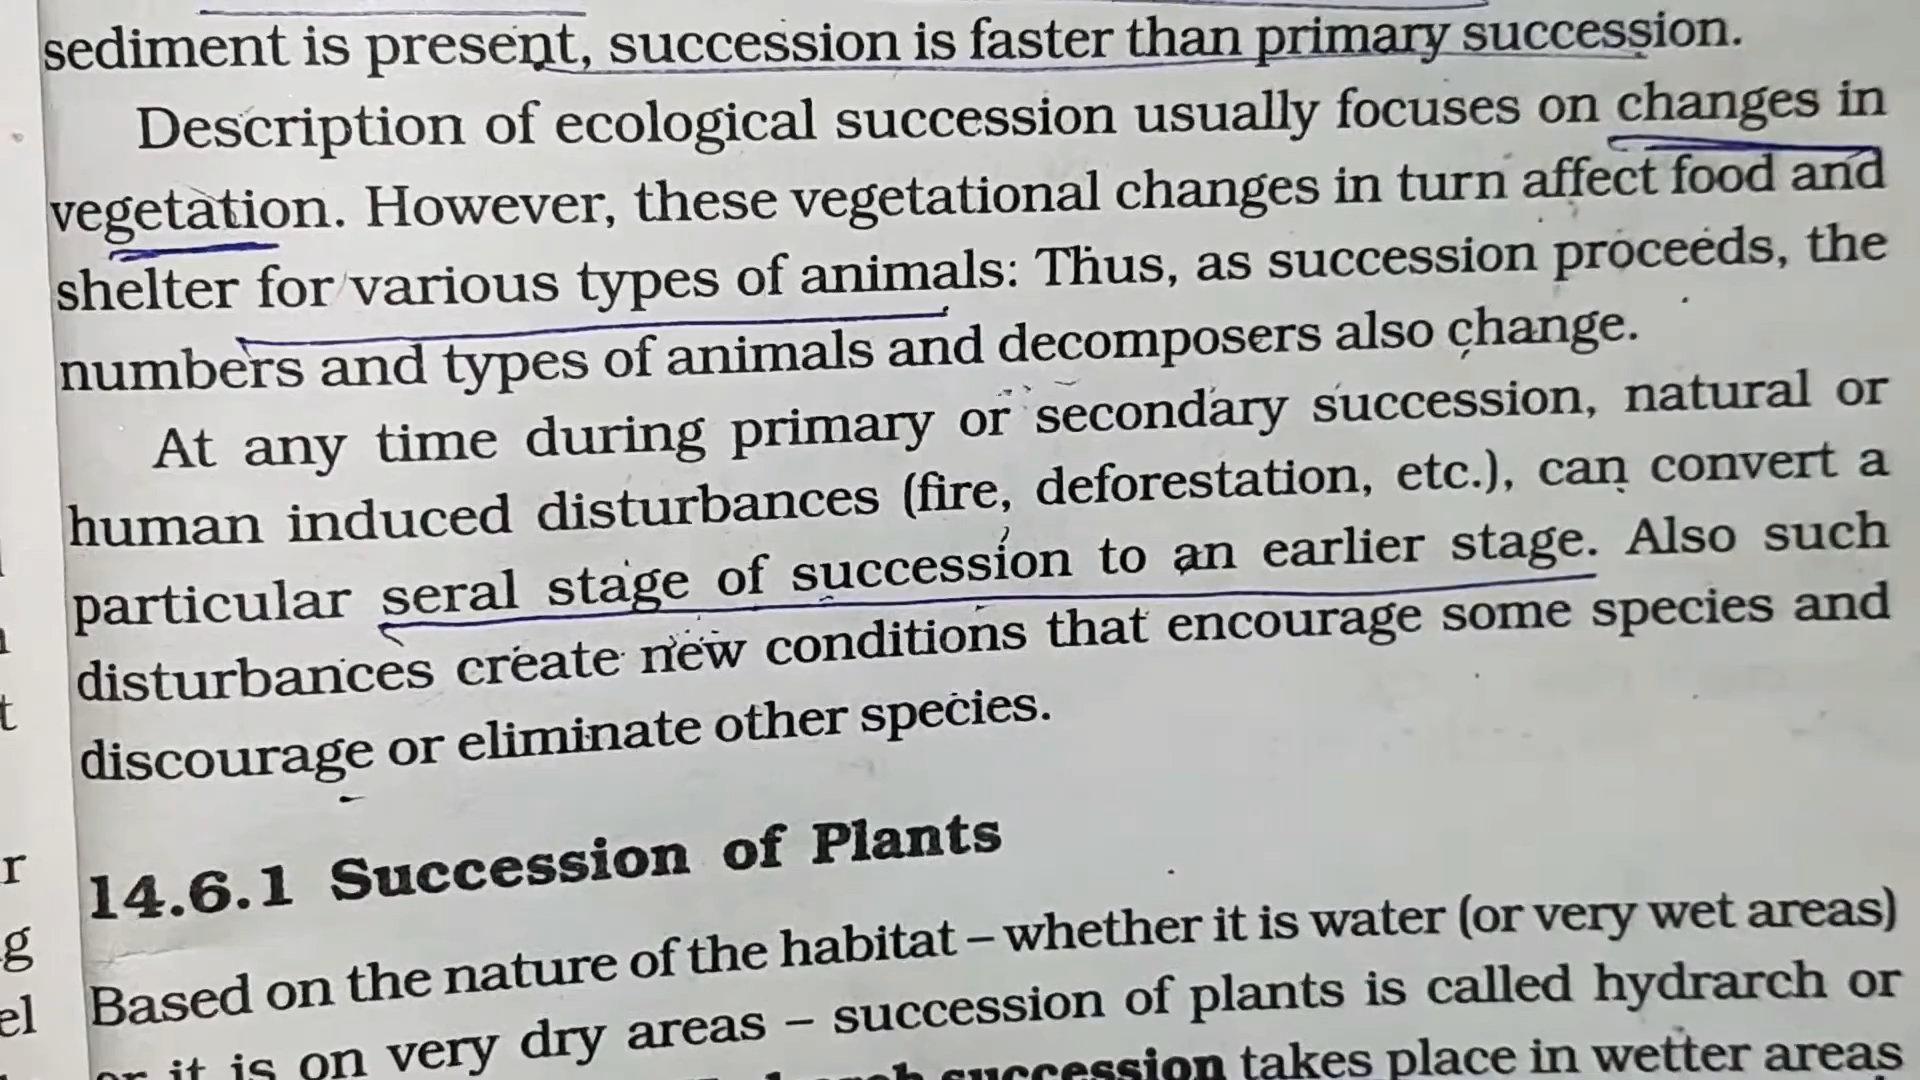 sediment is present, succession is faster than primary succession.
Description of ecological succession usually focuses on changes in
vegetation. However, these vegetational changes in turn affect food and
shelter for various types of animals: Thus, as succession proceeds, the
numbers and types of animals and decomposers also change.
At any time during primary or secondary succession, natural or
human induced disturbances (fire, deforestation, etc.), can convert a
particular seral stage of succession to an earlier stage. Also such
disturbances create new conditions that encourage some species and
discourage or eliminate other species.
14.6.1 Succession of Plants
Based on the nature of the habitat – whether it is water (or very wet areas)
or it is on very dry areas – succession of plants is called hydrarch or
succession takes place in wetter areas